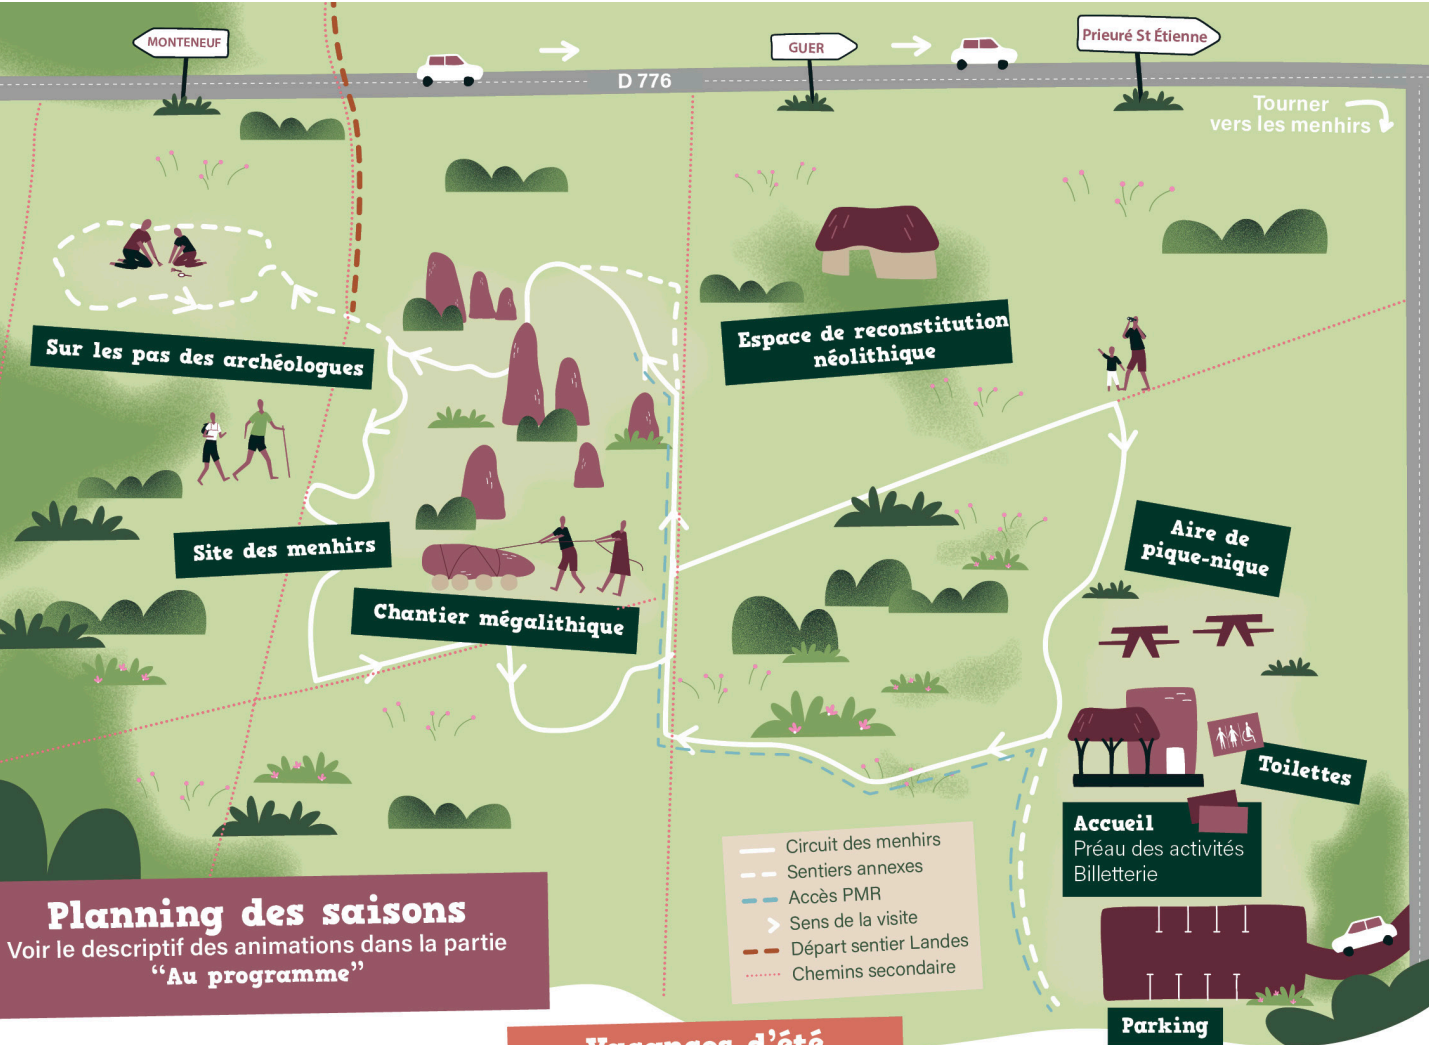 MONTENEUF
D 776
GUER
Prieuré St Étienne
Tourner
vers les menhirs
Sur les pas des archéologues
Espace de reconstitution
néolithique
Site des menhirs
Chantier mégalithique
Aire de
pique-nique
Toilettes
Accueil
Préau des activités
Billetterie
Circuit des menhirs
Sentiers annexes
Accès PMR
Sens de la visite
Départ sentier Landes
Chemins secondaire
Planning des saisons
Voir le descriptif des animations dans la partie
“Au programme”
Parking
Vacances d'été